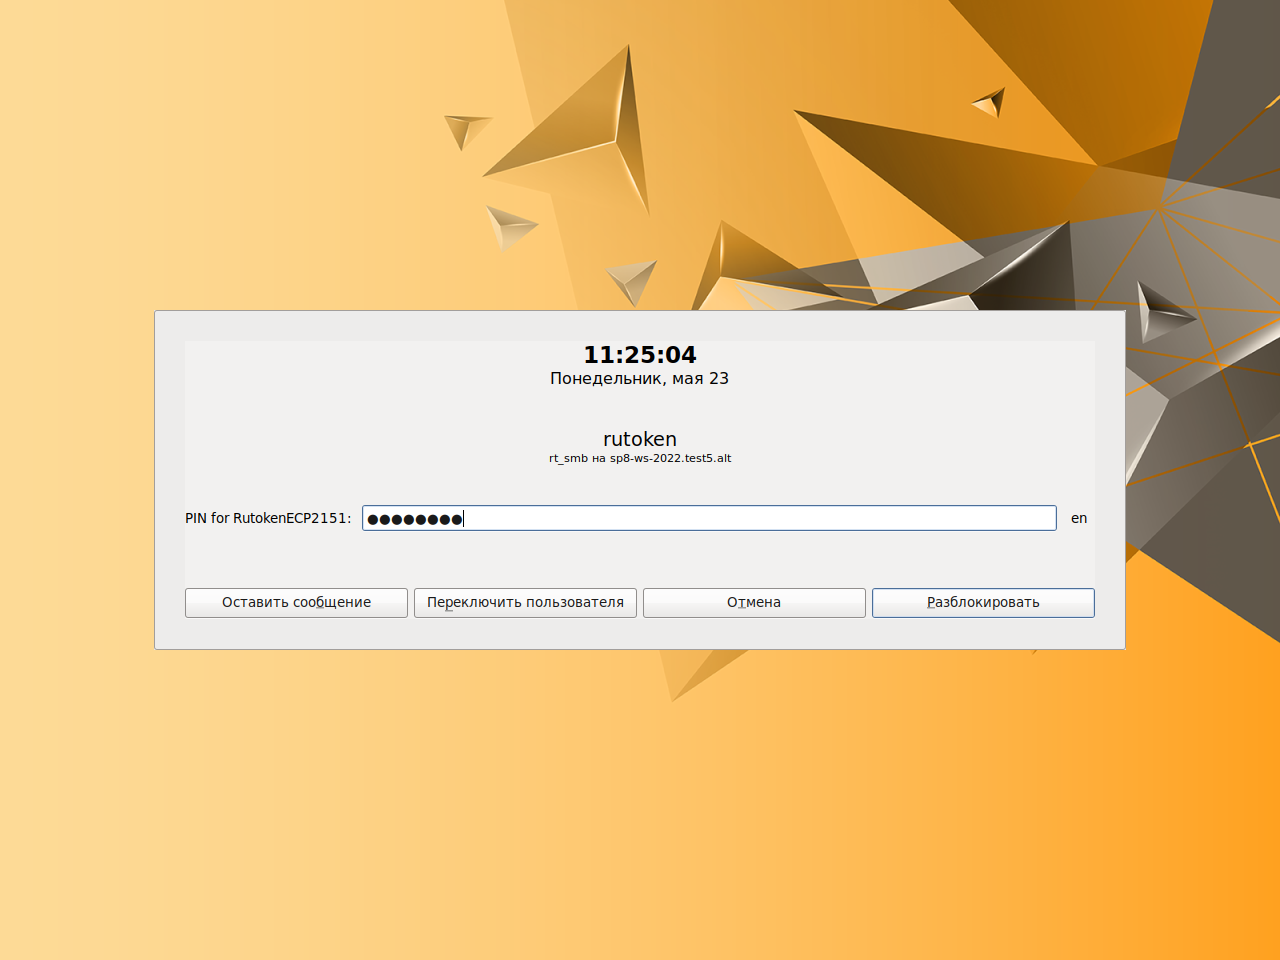 11:25:04
Понедельник, мая 23
rutoken
rt_smb на sp8-ws-2022.test5.alt
PIN for RutokenECP2151: ●●●●●●●● en
Оставить сообщение Переключить пользователя Отмена Разблокировать